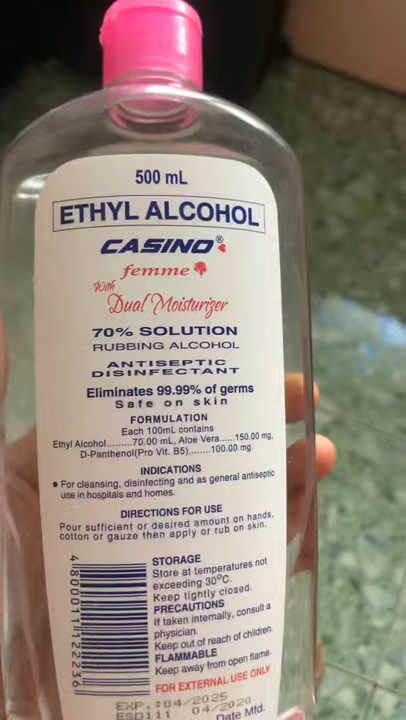 500 mL
ETHYL ALCOHOL
CASINO®
femme
With
Dual Moisturizer
70% SOLUTION
RUBBING ALCOHOL
ANTISEPTIC
DISINFECTANT
Eliminates 99.99% of germs
Safe on skin
FORMULATION
Each 100mL contains
Ethyl Alcohol........70.00 mL, Aloe Vera.....150.00 mg,
D-Panthenol(Pro Vit. B5)........100.00 mg.
INDICATIONS
• For cleansing, disinfecting and as general antiseptic
use in hospitals and homes.
DIRECTIONS FOR USE
Pour sufficient or desired amount on hands,
cotton or gauze then apply or rub on skin.
STORAGE
Store at temperatures not
exceeding 30°C.
Keep tightly closed.
PRECAUTIONS
If taken internally, consult a
physician.
Keep out of reach of children.
FLAMMABLE
Keep away from open flame.
FOR EXTERNAL USE ONLY
4 800011 122236
EXP.:04/2025
ESD111 04/2020
Date Mfd.